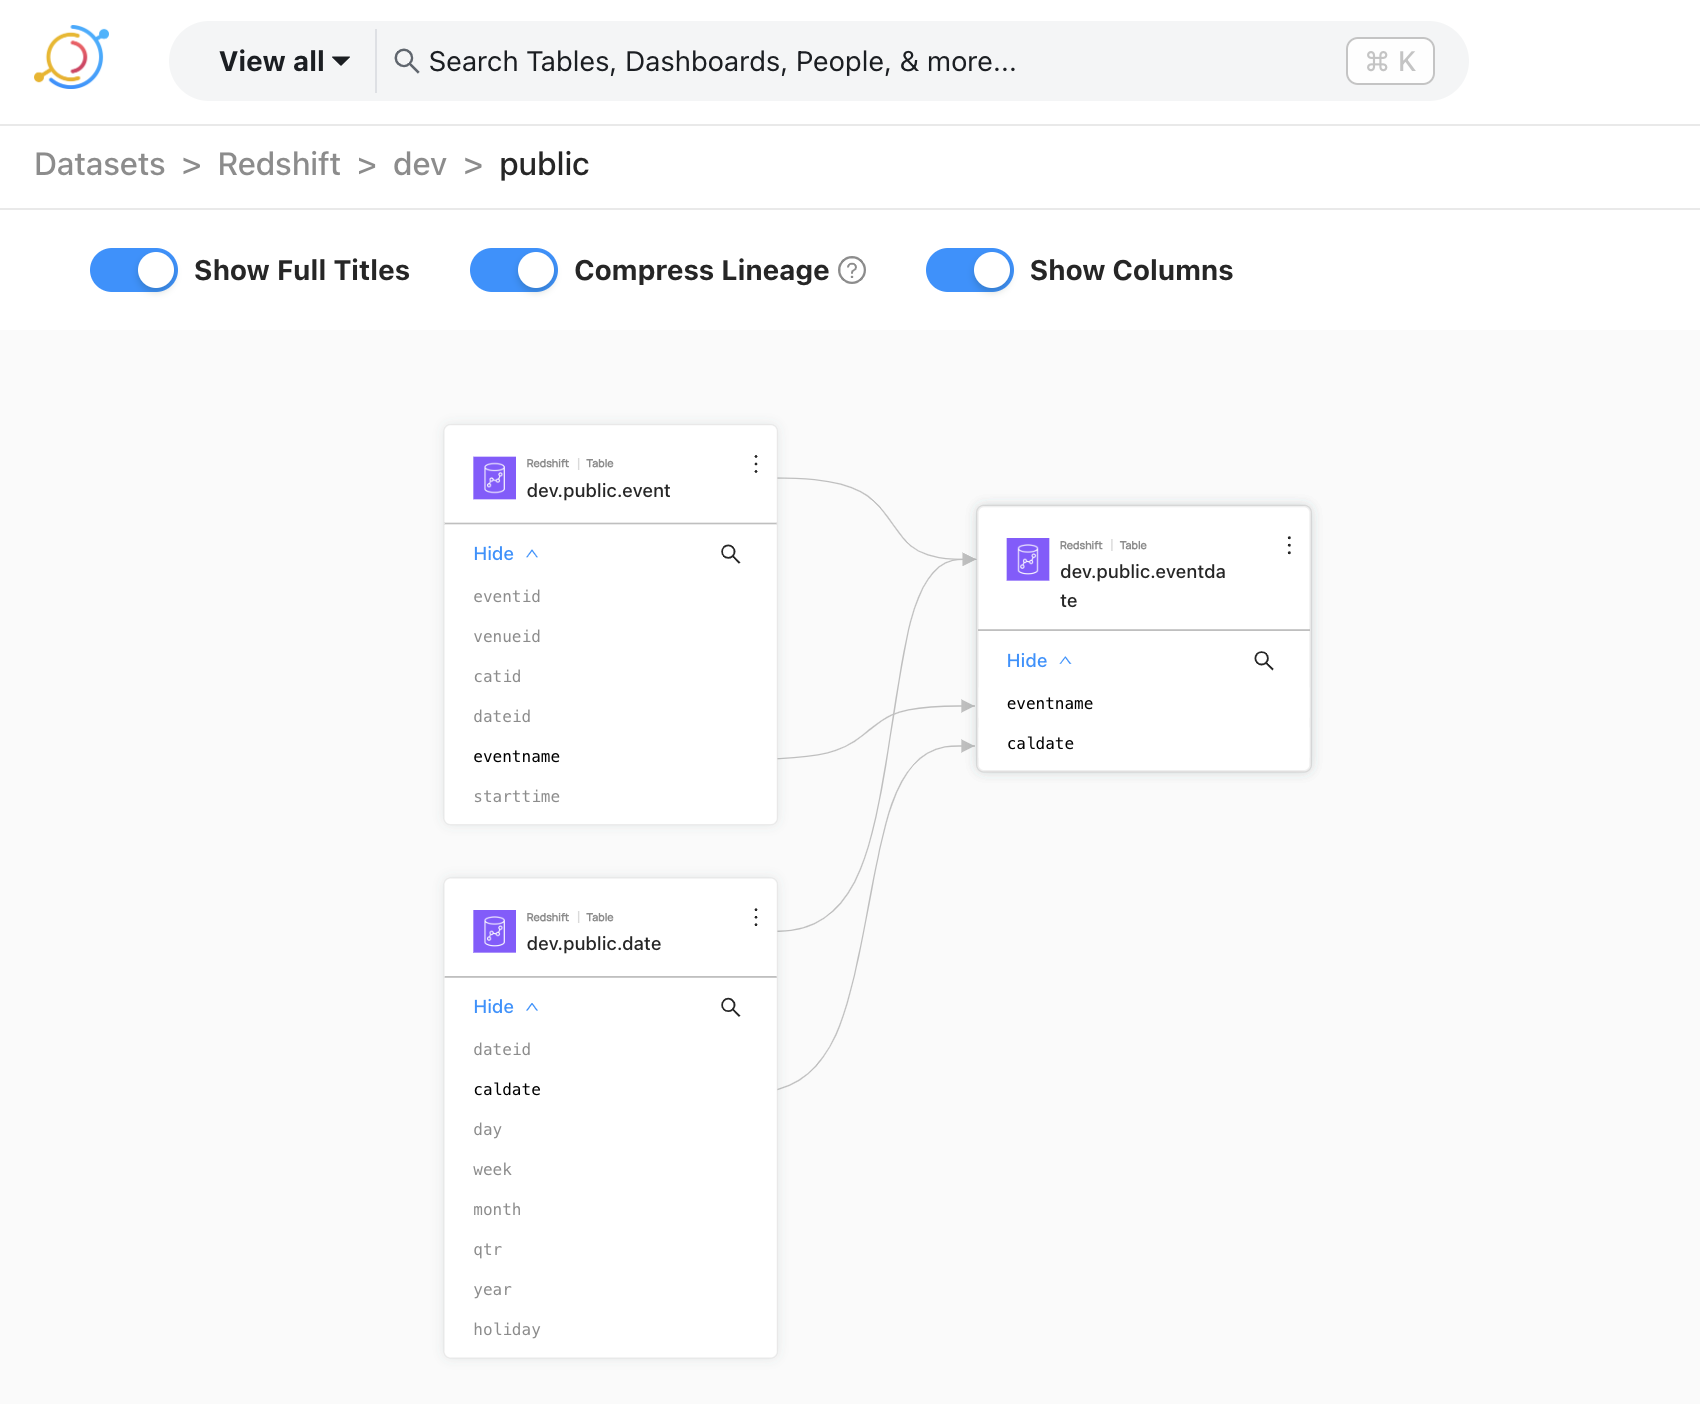 View all Search Tables, Dashboards, People, & more... ⌘ K
Datasets > Redshift > dev > public
Show Full Titles Compress Lineage ? Show Columns
Redshift | Table
dev.public.event
Hide
eventid
venueid
catid
dateid
eventname
starttime
Redshift | Table
dev.public.eventda
te
Hide
eventname
caldate
Redshift | Table
dev.public.date
Hide
dateid
caldate
day
week
month
qtr
year
holiday